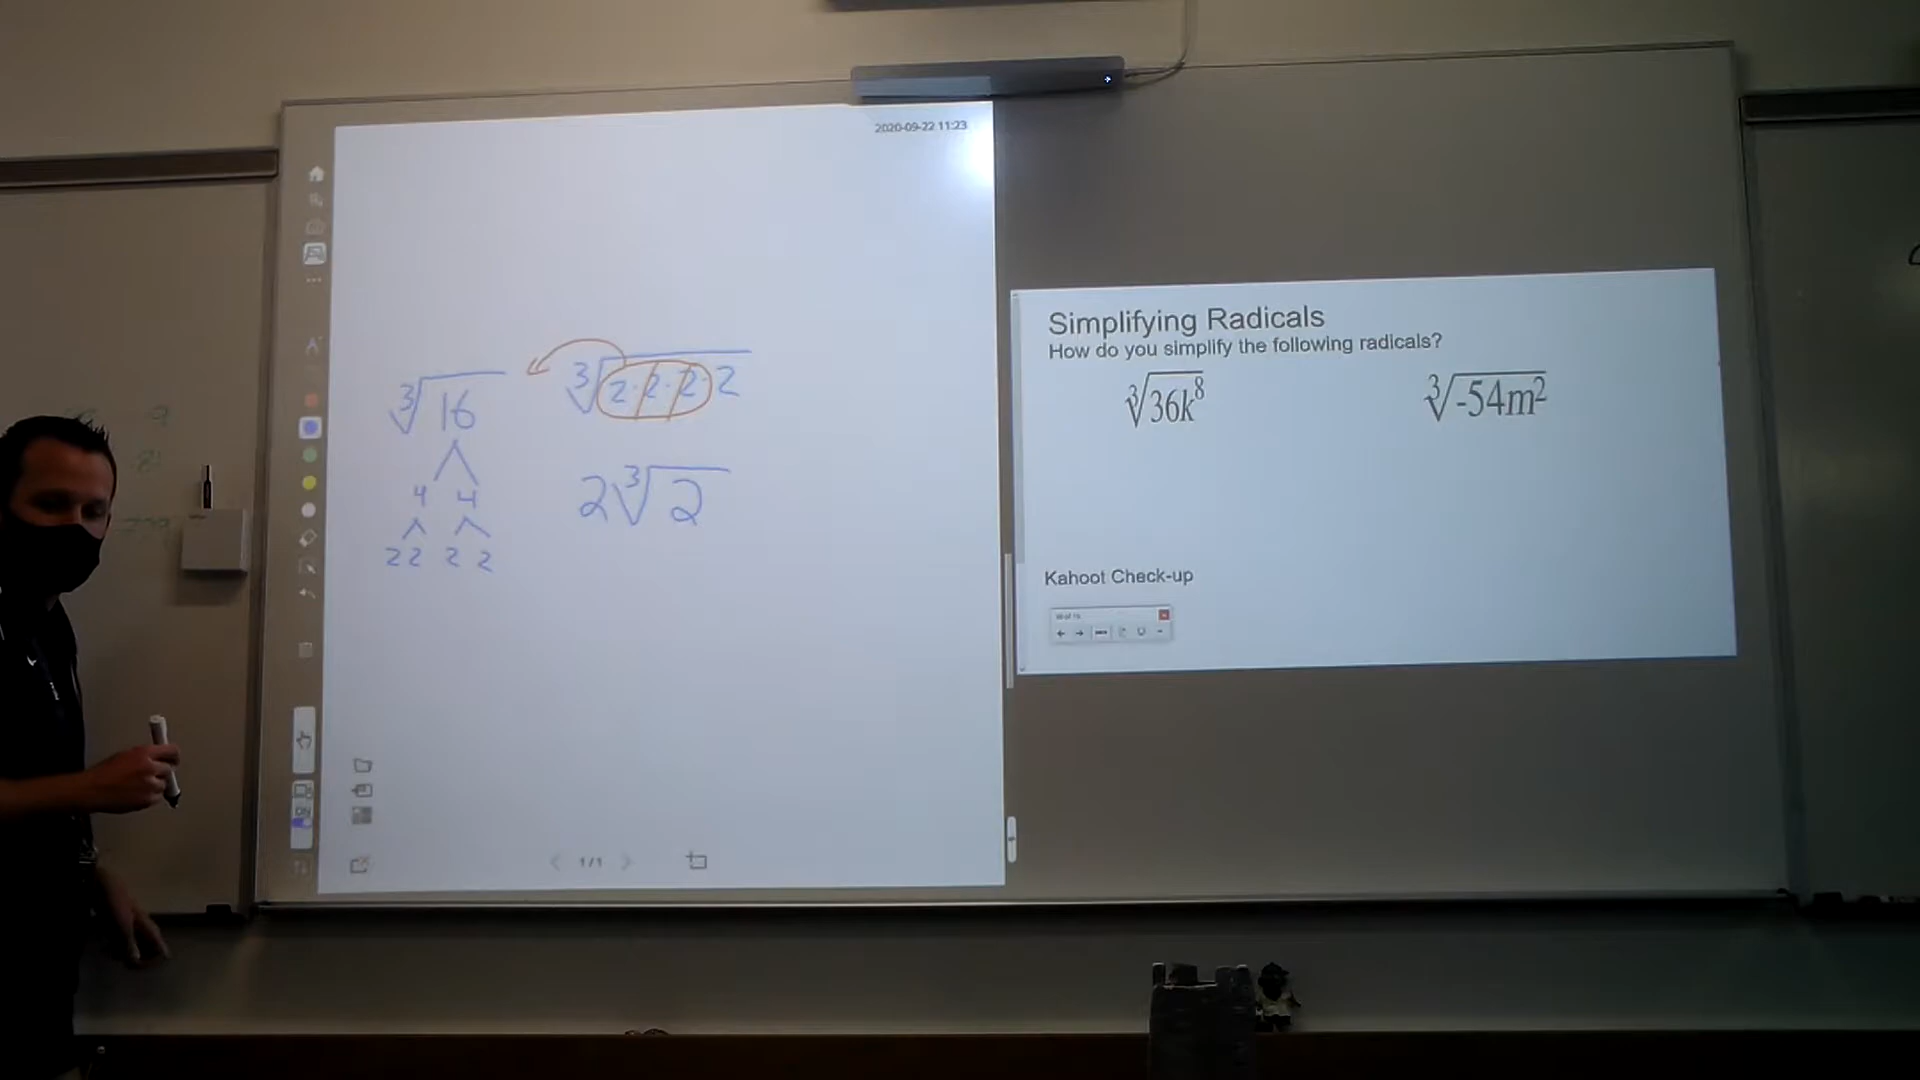 2020-09-22 11:23
∛16
4 4
2 2 2 2
∛2·2·2·2
2∛2
1/1
Simplifying Radicals
How do you simplify the following radicals?
∛36k⁸
∛-54m²
Kahoot Check-up